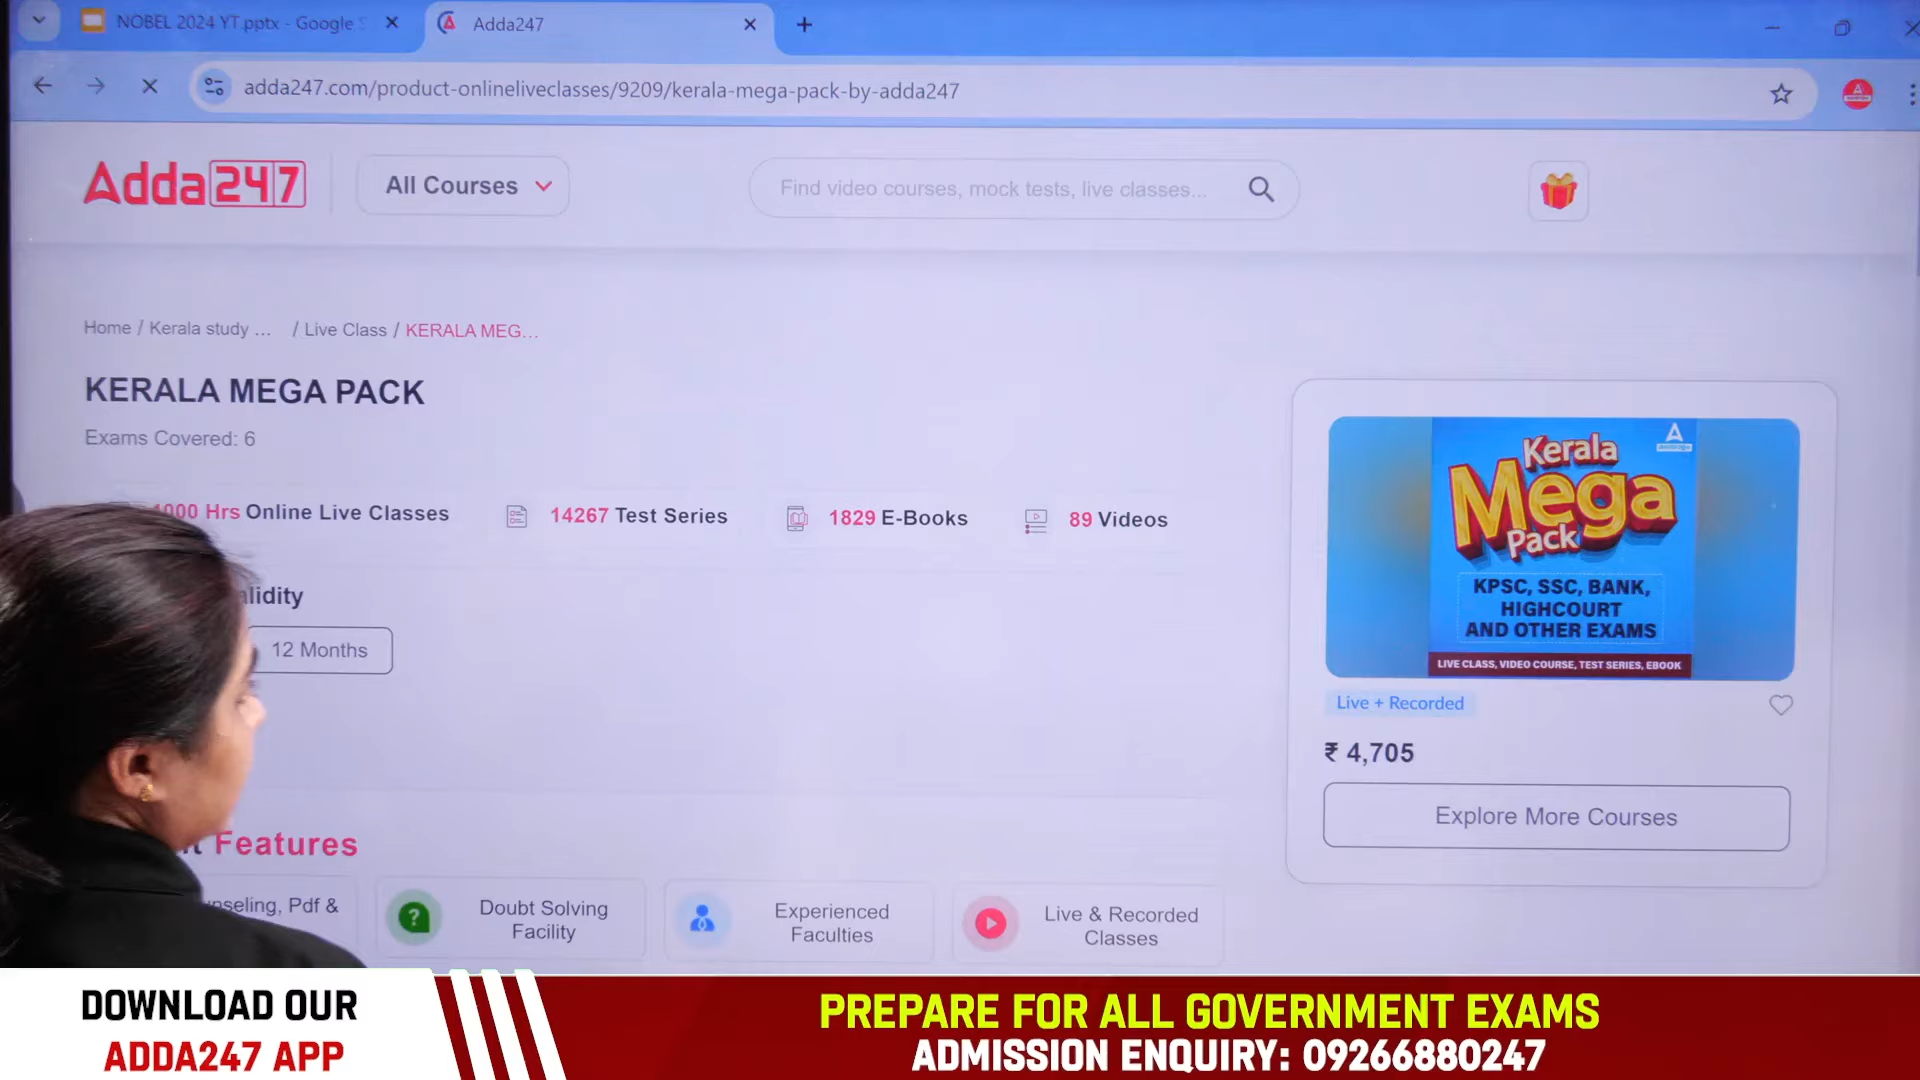 NOBEL 2024 YT.pptx - Google S
Adda247
adda247.com/product-onlineliveclasses/9209/kerala-mega-pack-by-adda247
Adda247
All Courses
Find video courses, mock tests, live classes...
Home / Kerala study ... / Live Class / KERALA MEG...
KERALA MEGA PACK
Exams Covered: 6
000 Hrs Online Live Classes
14267 Test Series
1829 E-Books
89 Videos
lidity
12 Months
Features
seling, Pdf &
Doubt Solving
Facility
Experienced
Faculties
Live & Recorded
Classes
Kerala
Mega
Pack
KPSC, SSC, BANK,
HIGHCOURT
AND OTHER EXAMS
LIVE CLASS, VIDEO COURSE, TEST SERIES, EBOOK
Live + Recorded
₹ 4,705
Explore More Courses
DOWNLOAD OUR
ADDA247 APP
PREPARE FOR ALL GOVERNMENT EXAMS
ADMISSION ENQUIRY: 09266880247